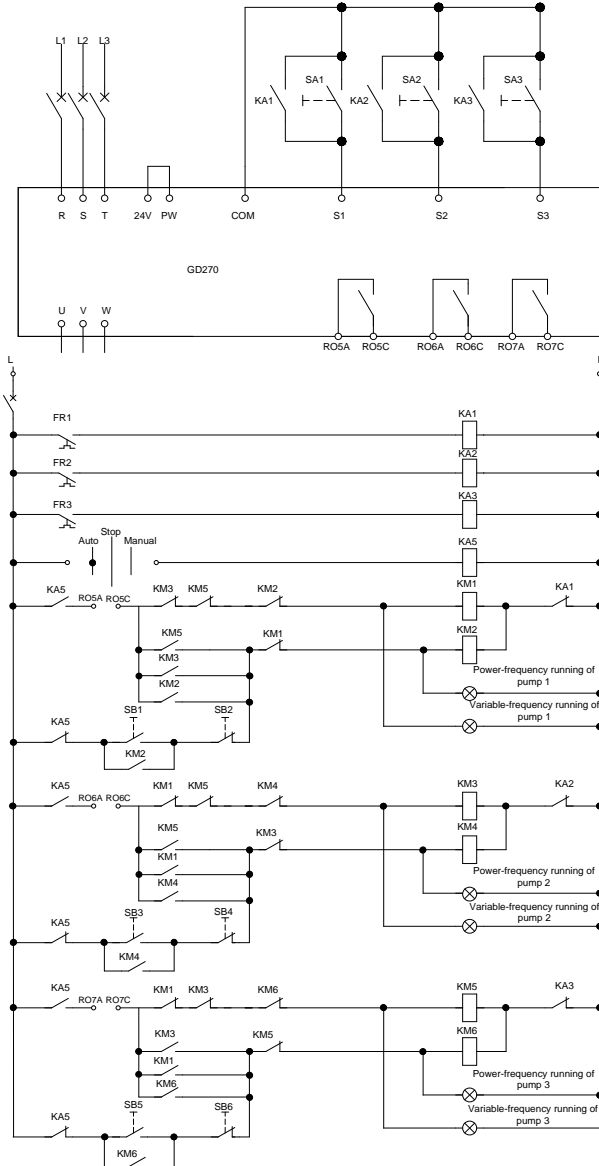 L1 L2 L3
SA1 SA2 SA3
KA1 KA2 KA3
R S T 24V PW COM S1 S2 S3
GD270
U V W
RO5A RO5C RO6A RO6C RO7A RO7C
L
FR1 KA1
FR2 KA2
FR3 KA3
Stop
Auto Manual KA5
KA5 RO5A RO5C KM3 KM5 KM2 KM1 KA1
KM5 KM1 KM2
KM3
Power-frequency running of
pump 1
KM2
Variable-frequency running of
pump 1
KA5 SB1 SB2
KM2
KA5 RO6A RO6C KM1 KM5 KM4 KM3 KA2
KM5 KM3 KM4
KM1
Power-frequency running of
pump 2
KM4
Variable-frequency running of
pump 2
KA5 SB3 SB4
KM4
KA5 RO7A RO7C KM1 KM3 KM6 KM5 KA3
KM3 KM5 KM6
KM1
Power-frequency running of
pump 3
KM6
Variable-frequency running of
pump 3
KA5 SB5 SB6
KM6